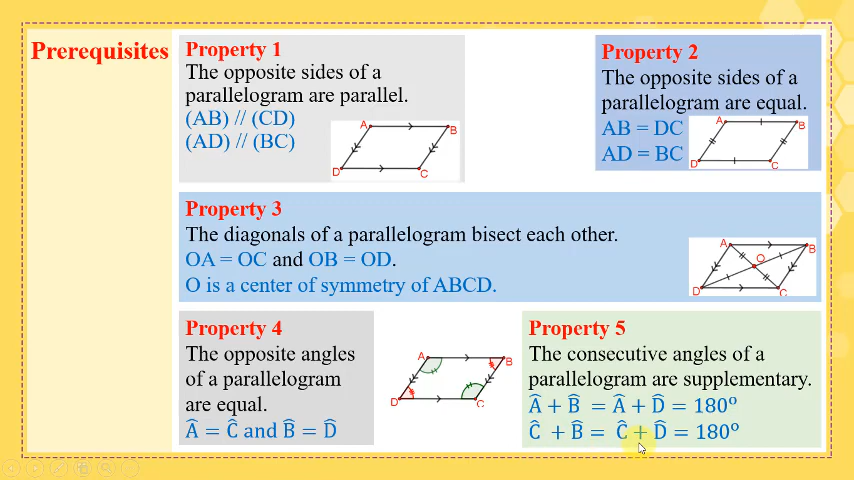 Prerequisites
Property 1
The opposite sides of a
parallelogram are parallel.
(AB) // (CD)
(AD) // (BC)
A
B
D
C
Property 2
The opposite sides of a
parallelogram are equal.
AB = DC
AD = BC
A
B
D
C
Property 3
The diagonals of a parallelogram bisect each other.
OA = OC and OB = OD.
O is a center of symmetry of ABCD.
A
B
O
D
C
Property 4
The opposite angles
of a parallelogram
are equal.
Â = Ĉ and B̂ = D̂
A
B
D
C
Property 5
The consecutive angles of a
parallelogram are supplementary.
Â + B̂ = Â + D̂ = 180°
Ĉ + B̂ = Ĉ + D̂ = 180°